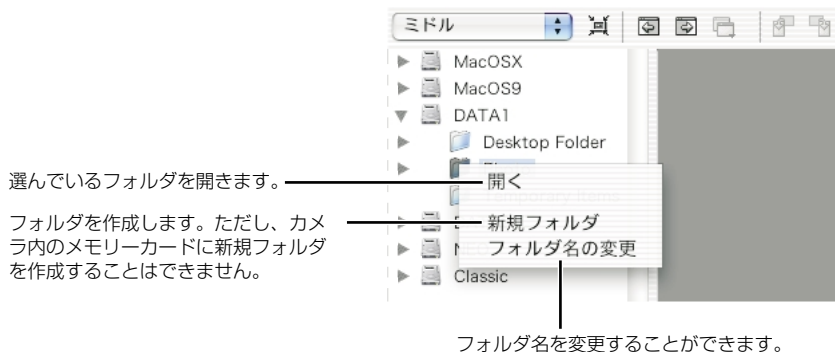 ミドル
MacOSX
MacOS9
DATA1
Desktop Folder
選んでいるフォルダを開きます。
開く
フォルダを作成します。ただし、カメ
ラ内のメモリーカードに新規フォルダ
を作成することはできません。
新規フォルダ
フォルダ名の変更
Classic
フォルダ名を変更することができます。